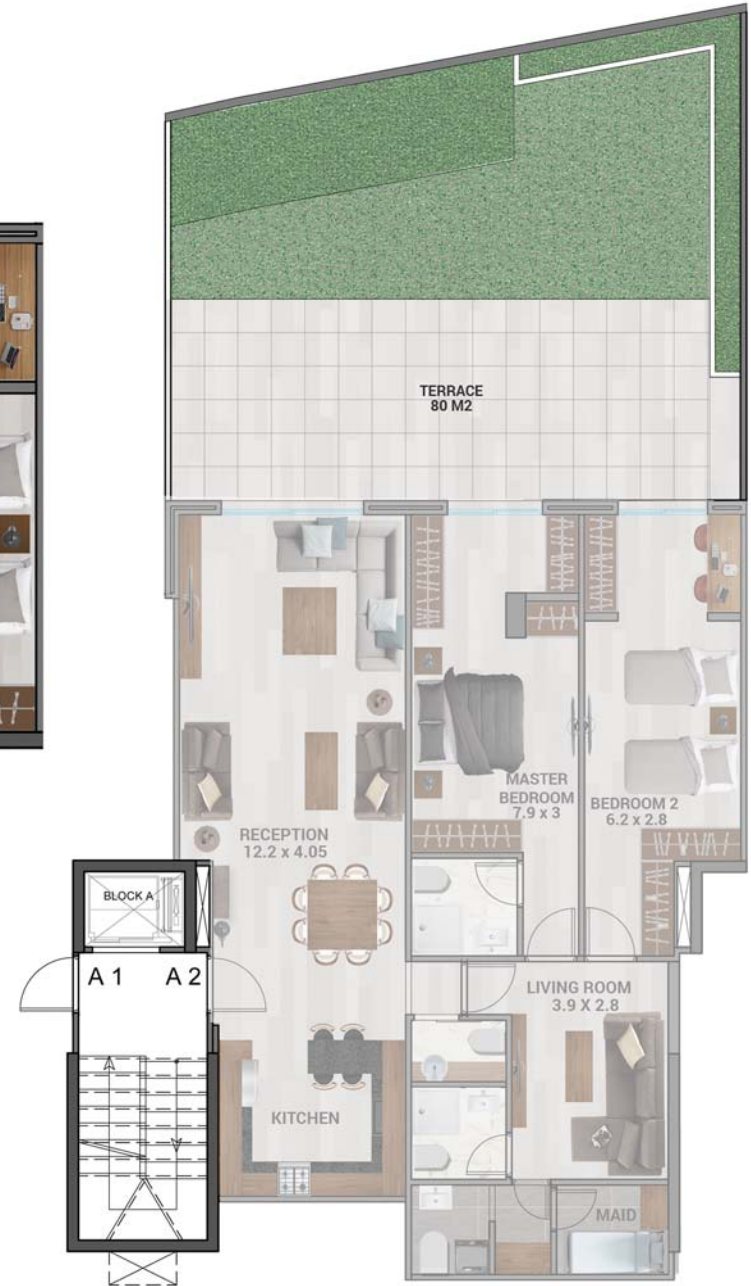 TERRACE
80 M2
MASTER
BEDROOM
7.9 x 3
BEDROOM 2
6.2 x 2.8
RECEPTION
12.2 x 4.05
BLOCK A
A 1
A 2
LIVING ROOM
3.9 X 2.8
KITCHEN
MAID